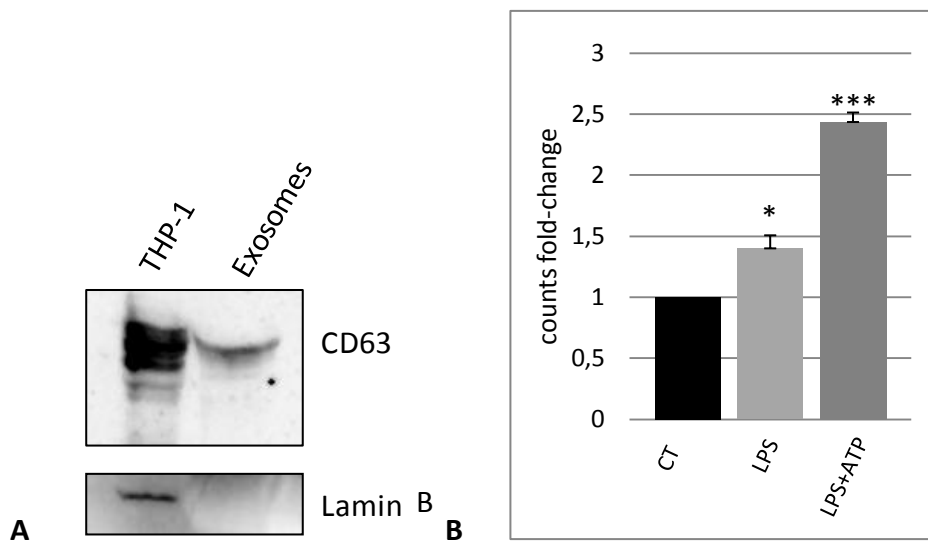 THP-1
Exosomes
CD63
Lamin B
A
counts fold-change
3
2,5
2
1,5
1
0,5
0
*
***
CT
LPS
LPS+ATP
B